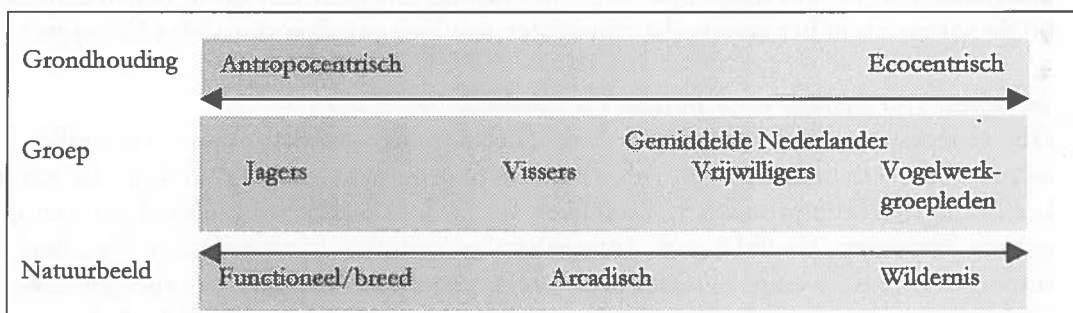 Grondhouding Antropocentrisch Ecocentrisch
Gemiddelde Nederlander
Groep Jagers Vissers Vrijwilligers Vogelwerk-
groepleden
Natuurbeeld Functioneel/breed Arcadisch Wildernis